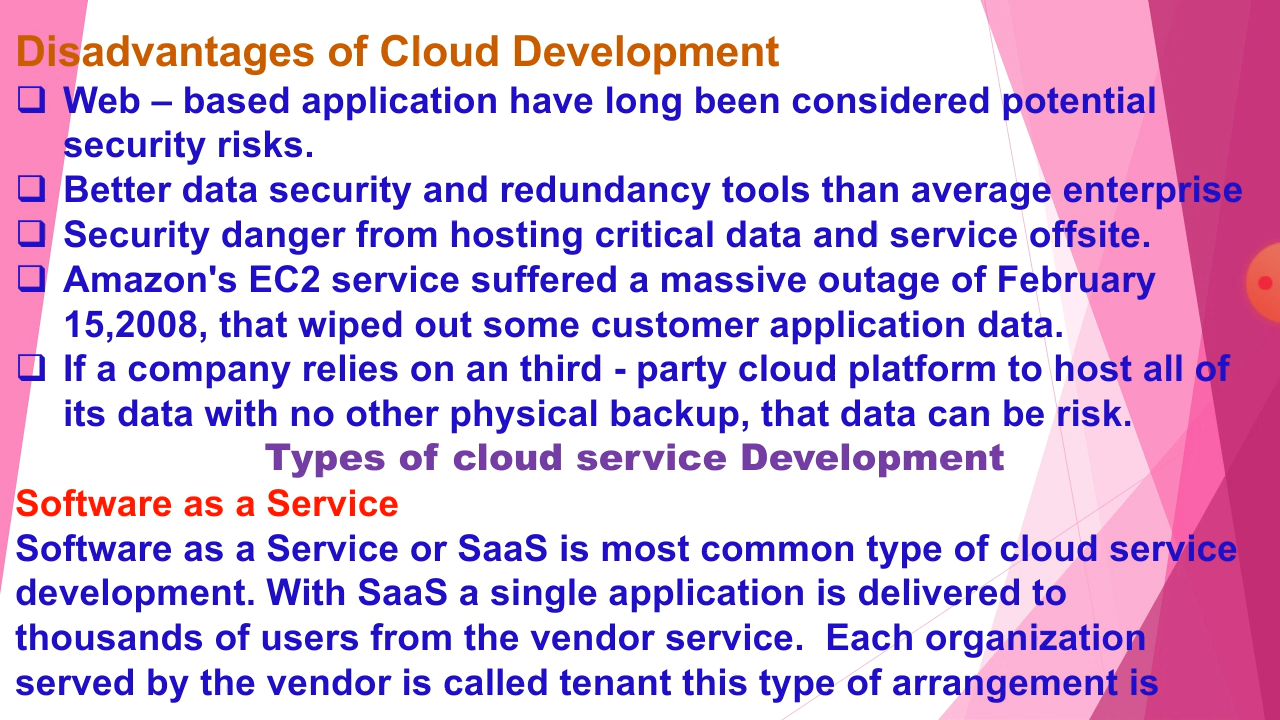 Disadvantages of Cloud Development
❑ Web – based application have long been considered potential
security risks.
❑ Better data security and redundancy tools than average enterprise
❑ Security danger from hosting critical data and service offsite.
❑ Amazon's EC2 service suffered a massive outage of February
15,2008, that wiped out some customer application data.
❑ If a company relies on an third - party cloud platform to host all of
its data with no other physical backup, that data can be risk.
Types of cloud service Development
Software as a Service
Software as a Service or SaaS is most common type of cloud service
development. With SaaS a single application is delivered to
thousands of users from the vendor service.  Each organization
served by the vendor is called tenant this type of arrangement is